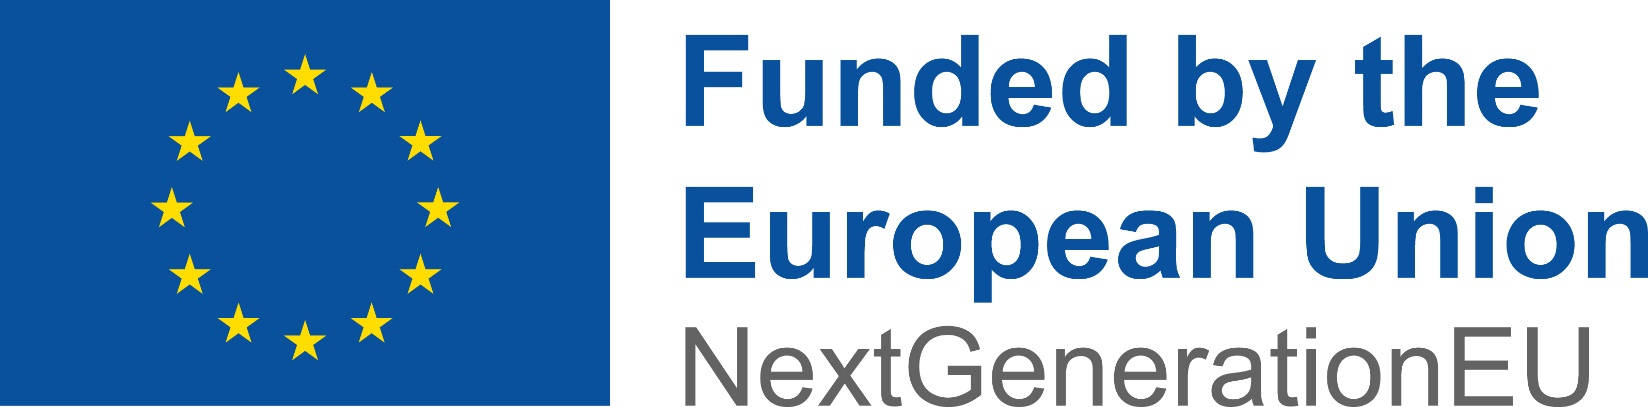 Funded by the
European Union
NextGenerationEU